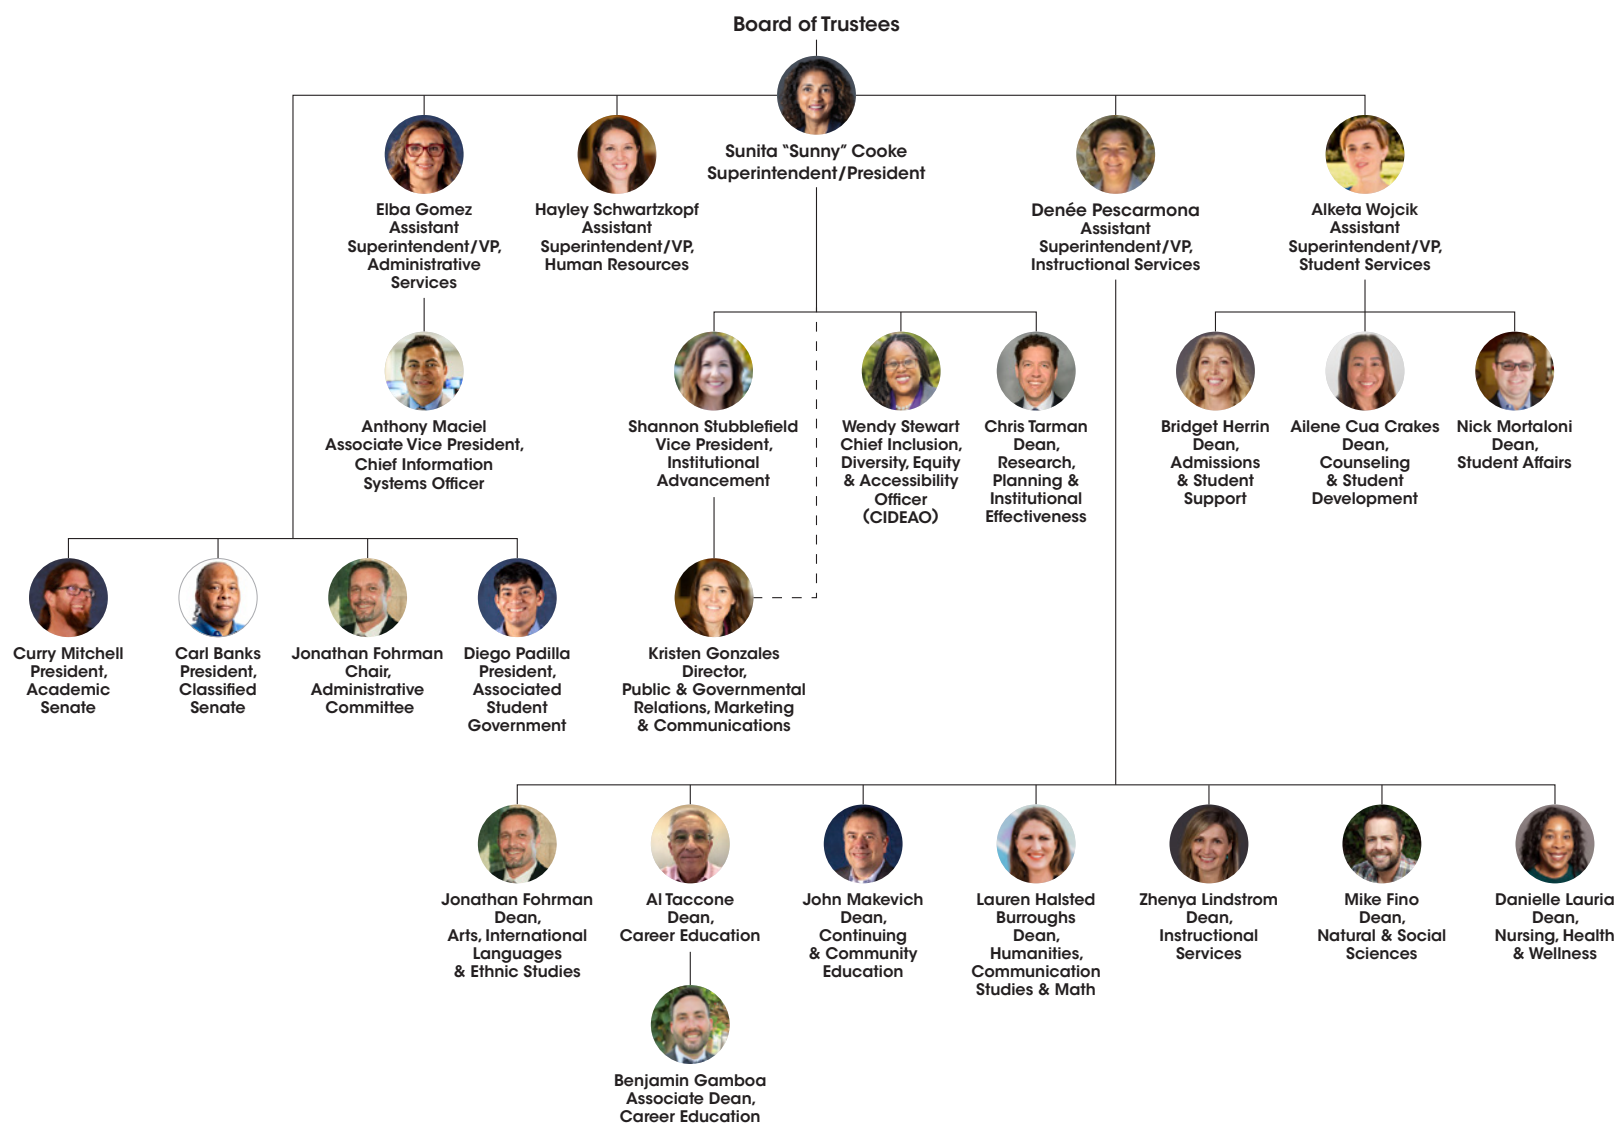 Board of Trustees
Sunita “Sunny” Cooke
Superintendent/President
Elba Gomez
Assistant
Superintendent/VP,
Administrative
Services
Hayley Schwartzkopf
Assistant
Superintendent/VP,
Human Resources
Denée Pescarmona
Assistant
Superintendent/VP,
Instructional Services
Alketa Wojcik
Assistant
Superintendent/VP,
Student Services
Anthony Maciel
Associate Vice President,
Chief Information
Systems Officer
Shannon Stubblefield
Vice President,
Institutional
Advancement
Wendy Stewart
Chief Inclusion,
Diversity, Equity
& Accessibility
Officer
(CIDEAO)
Chris Tarman
Dean,
Research,
Planning &
Institutional
Effectiveness
Bridget Herrin
Dean,
Admissions
& Student
Support
Ailene Cua Crakes
Dean,
Counseling
& Student
Development
Nick Mortaloni
Dean,
Student Affairs
Curry Mitchell
President,
Academic
Senate
Carl Banks
President,
Classified
Senate
Jonathan Fohrman
Chair,
Administrative
Committee
Diego Padilla
President,
Associated
Student
Government
Kristen Gonzales
Director,
Public & Governmental
Relations, Marketing
& Communications
Jonathan Fohrman
Dean,
Arts, International
Languages
& Ethnic Studies
Al Taccone
Dean,
Career Education
John Makevich
Dean,
Continuing
& Community
Education
Lauren Halsted
Burroughs
Dean,
Humanities,
Communication
Studies & Math
Zhenya Lindstrom
Dean,
Instructional
Services
Mike Fino
Dean,
Natural & Social
Sciences
Danielle Lauria
Dean,
Nursing, Health
& Wellness
Benjamin Gamboa
Associate Dean,
Career Education